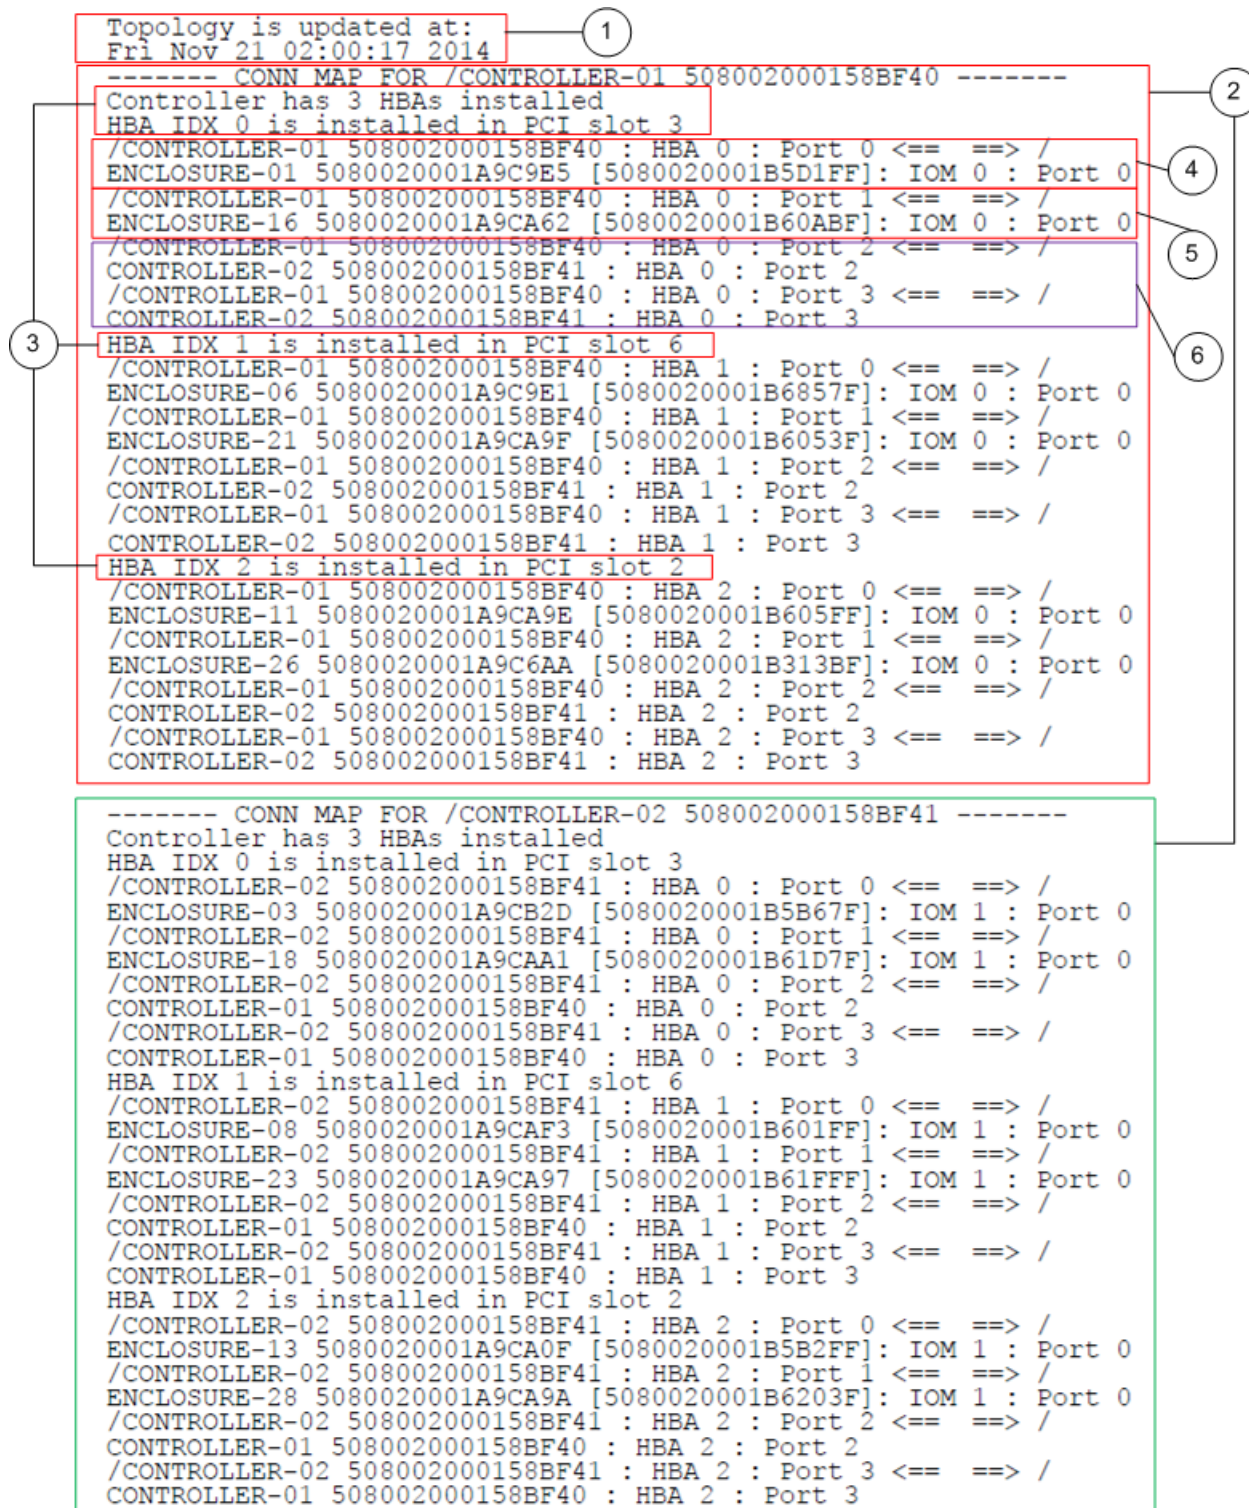 Topology is updated at:
1
Fri Nov 21 02:00:17 2014
------- CONN MAP FOR /CONTROLLER-01 508002000158BF40 -------
2
Controller has 3 HBAs installed
HBA IDX 0 is installed in PCI slot 3
/CONTROLLER-01 508002000158BF40 : HBA 0 : Port 0 <==  ==> /
ENCLOSURE-01 5080020001A9C9E5 [5080020001B5D1FF]: IOM 0 : Port 0
4
/CONTROLLER-01 508002000158BF40 : HBA 0 : Port 1 <==  ==> /
ENCLOSURE-16 5080020001A9CA62 [5080020001B60ABF]: IOM 0 : Port 0
5
/CONTROLLER-01 508002000158BF40 : HBA 0 : Port 2 <==  ==> /
CONTROLLER-02 508002000158BF41 : HBA 0 : Port 2
/CONTROLLER-01 508002000158BF40 : HBA 0 : Port 3 <==  ==> /
CONTROLLER-02 508002000158BF41 : HBA 0 : Port 3
3
HBA IDX 1 is installed in PCI slot 6
6
/CONTROLLER-01 508002000158BF40 : HBA 1 : Port 0 <==  ==> /
ENCLOSURE-06 5080020001A9C9E1 [5080020001B6857F]: IOM 0 : Port 0
/CONTROLLER-01 508002000158BF40 : HBA 1 : Port 1 <==  ==> /
ENCLOSURE-21 5080020001A9CA9F [5080020001B6053F]: IOM 0 : Port 0
/CONTROLLER-01 508002000158BF40 : HBA 1 : Port 2 <==  ==> /
CONTROLLER-02 508002000158BF41 : HBA 1 : Port 2
/CONTROLLER-01 508002000158BF40 : HBA 1 : Port 3 <==  ==> /
CONTROLLER-02 508002000158BF41 : HBA 1 : Port 3
HBA IDX 2 is installed in PCI slot 2
/CONTROLLER-01 508002000158BF40 : HBA 2 : Port 0 <==  ==> /
ENCLOSURE-11 5080020001A9CA9E [5080020001B605FF]: IOM 0 : Port 0
/CONTROLLER-01 508002000158BF40 : HBA 2 : Port 1 <==  ==> /
ENCLOSURE-26 5080020001A9C6AA [5080020001B313BF]: IOM 0 : Port 0
/CONTROLLER-01 508002000158BF40 : HBA 2 : Port 2 <==  ==> /
CONTROLLER-02 508002000158BF41 : HBA 2 : Port 2
/CONTROLLER-01 508002000158BF40 : HBA 2 : Port 3 <==  ==> /
CONTROLLER-02 508002000158BF41 : HBA 2 : Port 3
------- CONN MAP FOR /CONTROLLER-02 508002000158BF41 -------
Controller has 3 HBAs installed
HBA IDX 0 is installed in PCI slot 3
/CONTROLLER-02 508002000158BF41 : HBA 0 : Port 0 <==  ==> /
ENCLOSURE-03 5080020001A9CB2D [5080020001B5B67F]: IOM 1 : Port 0
/CONTROLLER-02 508002000158BF41 : HBA 0 : Port 1 <==  ==> /
ENCLOSURE-18 5080020001A9CAA1 [5080020001B61D7F]: IOM 1 : Port 0
/CONTROLLER-02 508002000158BF41 : HBA 0 : Port 2 <==  ==> /
CONTROLLER-01 508002000158BF40 : HBA 0 : Port 2
/CONTROLLER-02 508002000158BF41 : HBA 0 : Port 3 <==  ==> /
CONTROLLER-01 508002000158BF40 : HBA 0 : Port 3
HBA IDX 1 is installed in PCI slot 6
/CONTROLLER-02 508002000158BF41 : HBA 1 : Port 0 <==  ==> /
ENCLOSURE-08 5080020001A9CAF3 [5080020001B601FF]: IOM 1 : Port 0
/CONTROLLER-02 508002000158BF41 : HBA 1 : Port 1 <==  ==> /
ENCLOSURE-23 5080020001A9CA97 [5080020001B61FFF]: IOM 1 : Port 0
/CONTROLLER-02 508002000158BF41 : HBA 1 : Port 2 <==  ==> /
CONTROLLER-01 508002000158BF40 : HBA 1 : Port 2
/CONTROLLER-02 508002000158BF41 : HBA 1 : Port 3 <==  ==> /
CONTROLLER-01 508002000158BF40 : HBA 1 : Port 3
HBA IDX 2 is installed in PCI slot 2
/CONTROLLER-02 508002000158BF41 : HBA 2 : Port 0 <==  ==> /
ENCLOSURE-13 5080020001A9CA0F [5080020001B5B2FF]: IOM 1 : Port 0
/CONTROLLER-02 508002000158BF41 : HBA 2 : Port 1 <==  ==> /
ENCLOSURE-28 5080020001A9CA9A [5080020001B6203F]: IOM 1 : Port 0
/CONTROLLER-02 508002000158BF41 : HBA 2 : Port 2 <==  ==> /
CONTROLLER-01 508002000158BF40 : HBA 2 : Port 2
/CONTROLLER-02 508002000158BF41 : HBA 2 : Port 3 <==  ==> /
CONTROLLER-01 508002000158BF40 : HBA 2 : Port 3